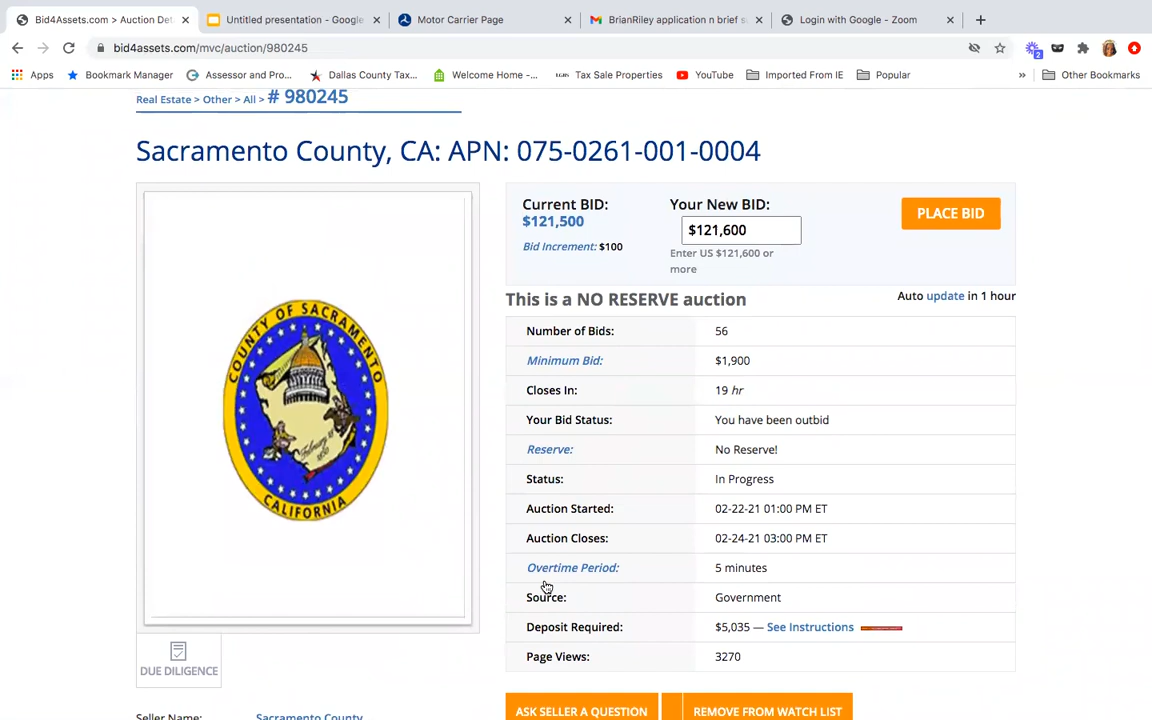 Bid4Assets.com > Auction Det
Untitled presentation - Google
Motor Carrier Page
BrianRiley application n brief su
Login with Google - Zoom
bid4assets.com/mvc/auction/980245
2
Apps
Bookmark Manager
Assessor and Pro...
Dallas County Tax...
Welcome Home -...
LGBS
Tax Sale Properties
YouTube
Imported From IE
Popular
»
Other Bookmarks
Real Estate > Other > All > # 980245
Sacramento County, CA: APN: 075-0261-001-0004
COUNTY OF SACRAMENTO
CALIFORNIA
Current BID:
$121,500
Bid Increment: $100
Your New BID:
$121,600
Enter US $121,600 or
more
PLACE BID
This is a NO RESERVE auction
Auto update in 1 hour
Number of Bids: 56
Minimum Bid: $1,900
Closes In: 19 hr
Your Bid Status: You have been outbid
Reserve: No Reserve!
Status: In Progress
Auction Started: 02-22-21 01:00 PM ET
Auction Closes: 02-24-21 03:00 PM ET
Overtime Period: 5 minutes
Source: Government
Deposit Required: $5,035 — See Instructions
Page Views: 3270
DUE DILIGENCE
ASK SELLER A QUESTION
REMOVE FROM WATCH LIST
Seller Name: Sacramento County